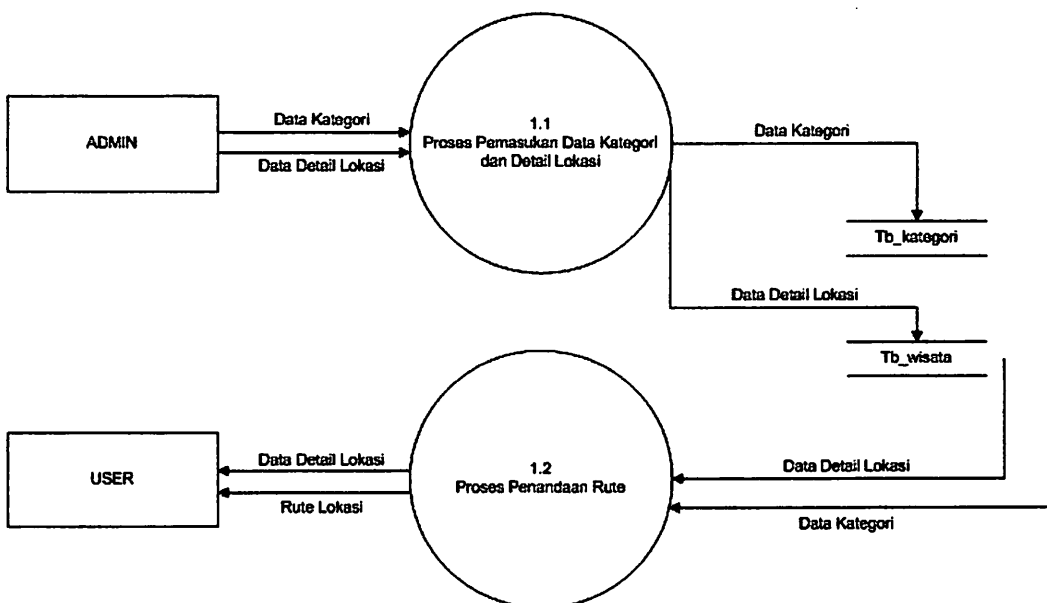 ADMIN
Data Kategori
Data Detail Lokasi
1.1
Proses Pemasukan Data Kategori
dan Detail Lokasi
Data Kategori
Tb_kategori
Data Detail Lokasi
Tb_wisata
USER
Data Detail Lokasi
Rute Lokasi
1.2
Proses Penandaan Rute
Data Detail Lokasi
Data Kategori